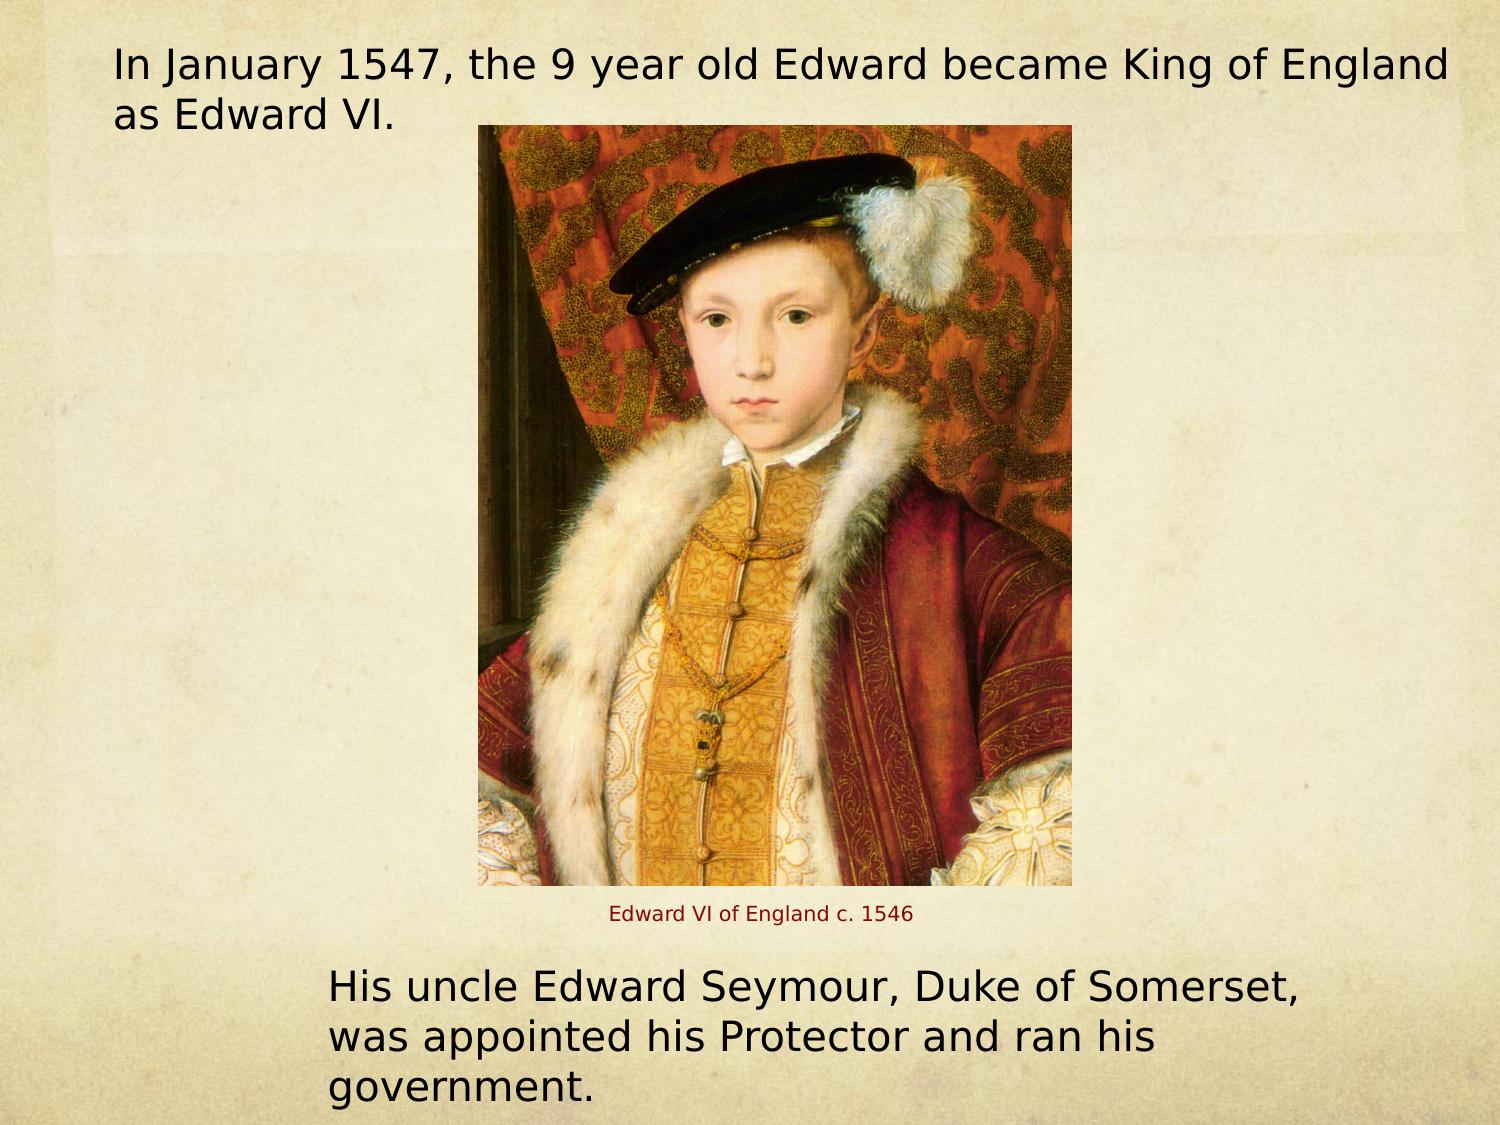 In January 1547, the 9 year old Edward became King of England
as Edward VI.
Edward VI of England c. 1546
His uncle Edward Seymour, Duke of Somerset,
was appointed his Protector and ran his
government.